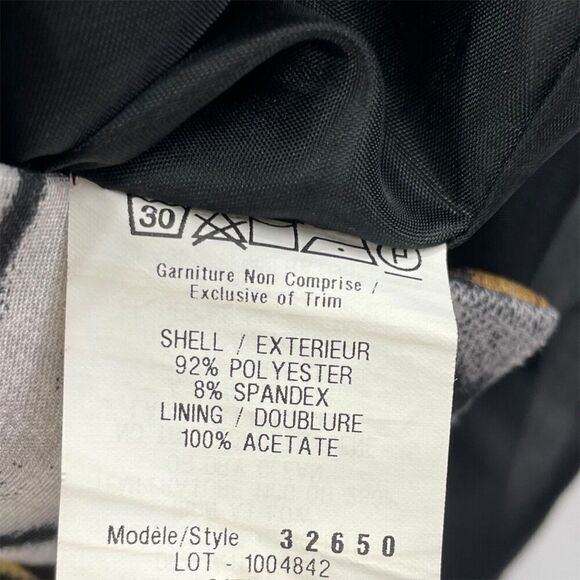 30
P
Garniture Non Comprise /
Exclusive of Trim
SHELL / EXTERIEUR
92% POLYESTER
8% SPANDEX
LINING / DOUBLURE
100% ACETATE
Modèle/Style 32650
LOT - 1004842